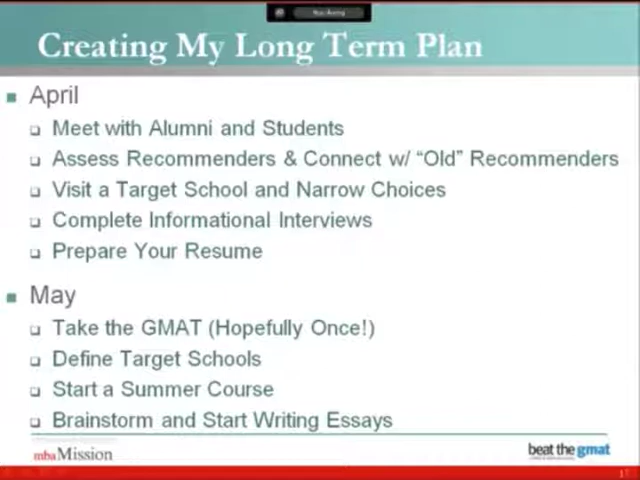 Creating My Long Term Plan
April
Meet with Alumni and Students
Assess Recommenders & Connect w/ “Old” Recommenders
Visit a Target School and Narrow Choices
Complete Informational Interviews
Prepare Your Resume
May
Take the GMAT (Hopefully Once!)
Define Target Schools
Start a Summer Course
Brainstorm and Start Writing Essays
mbaMission
beat the gmat